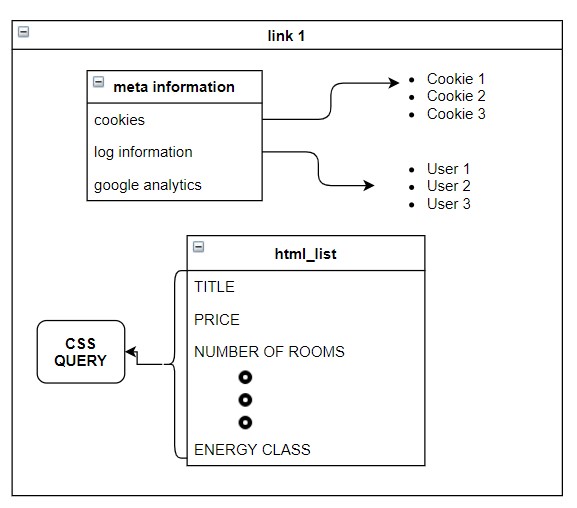 link 1
meta information
cookies
log information
google analytics
Cookie 1
Cookie 2
Cookie 3
User 1
User 2
User 3
html_list
TITLE
PRICE
NUMBER OF ROOMS
ENERGY CLASS
CSS
QUERY